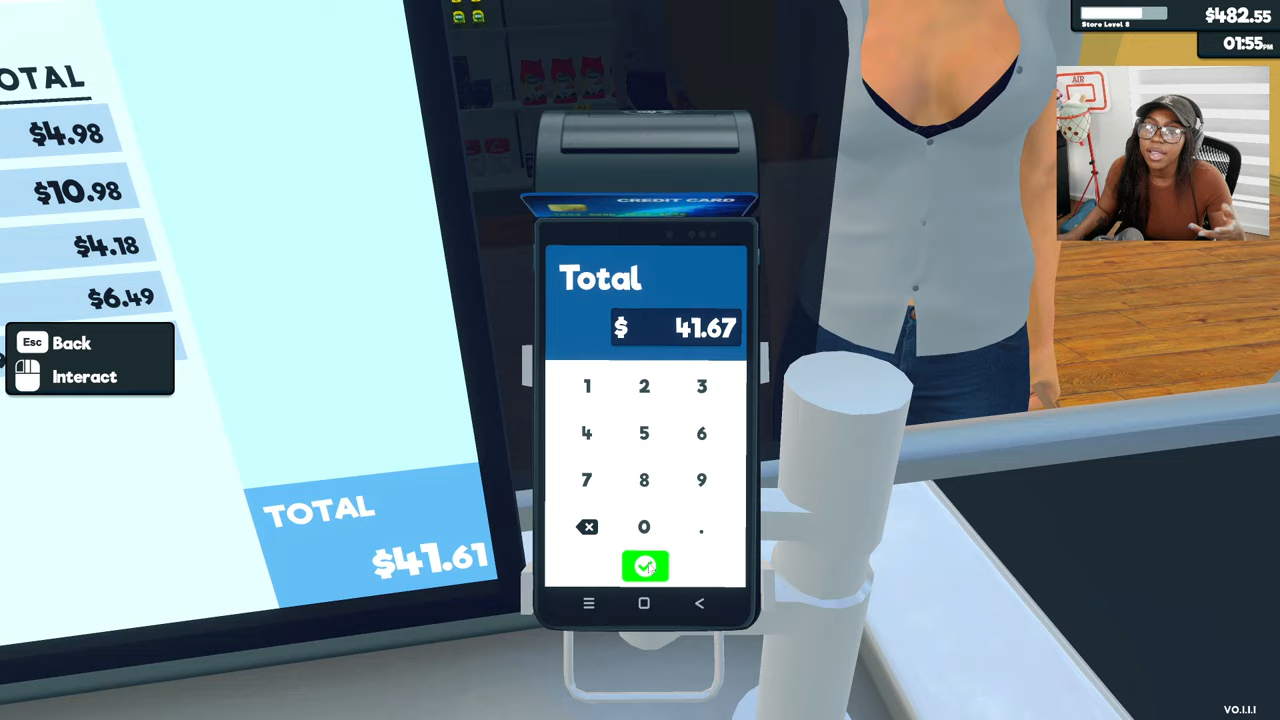 OTAL
$4.98
$10.98
$4.18
$6.49
Esc Back
Interact
TOTAL
$41.61
CREDIT CARD
Total
$ 41.67
1 2 3
4 5 6
7 8 9
0 .
Store Level 8
$482.55
01:55PM
AIR
V0.1.1.1